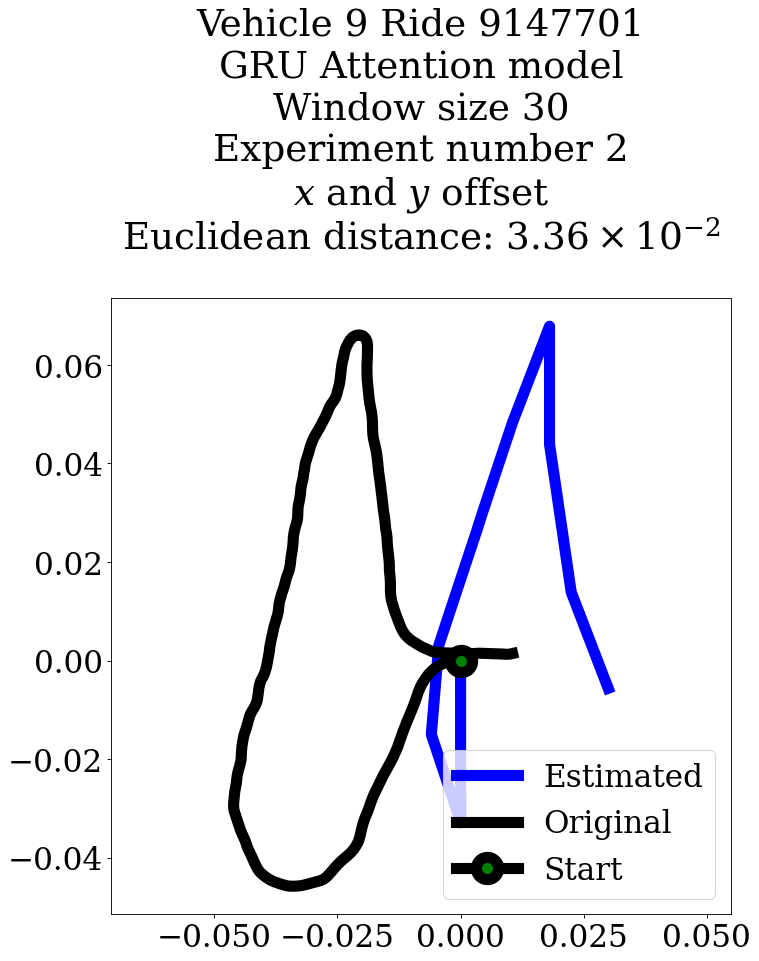 Vehicle 9 Ride 9147701
GRU Attention model
Window size 30
Experiment number 2
x and y offset
Euclidean distance: 3.36 × 10⁻²
0.06
0.04
0.02
0.00
−0.02
−0.04
−0.050 −0.025 0.000 0.025 0.050
Estimated
Original
Start